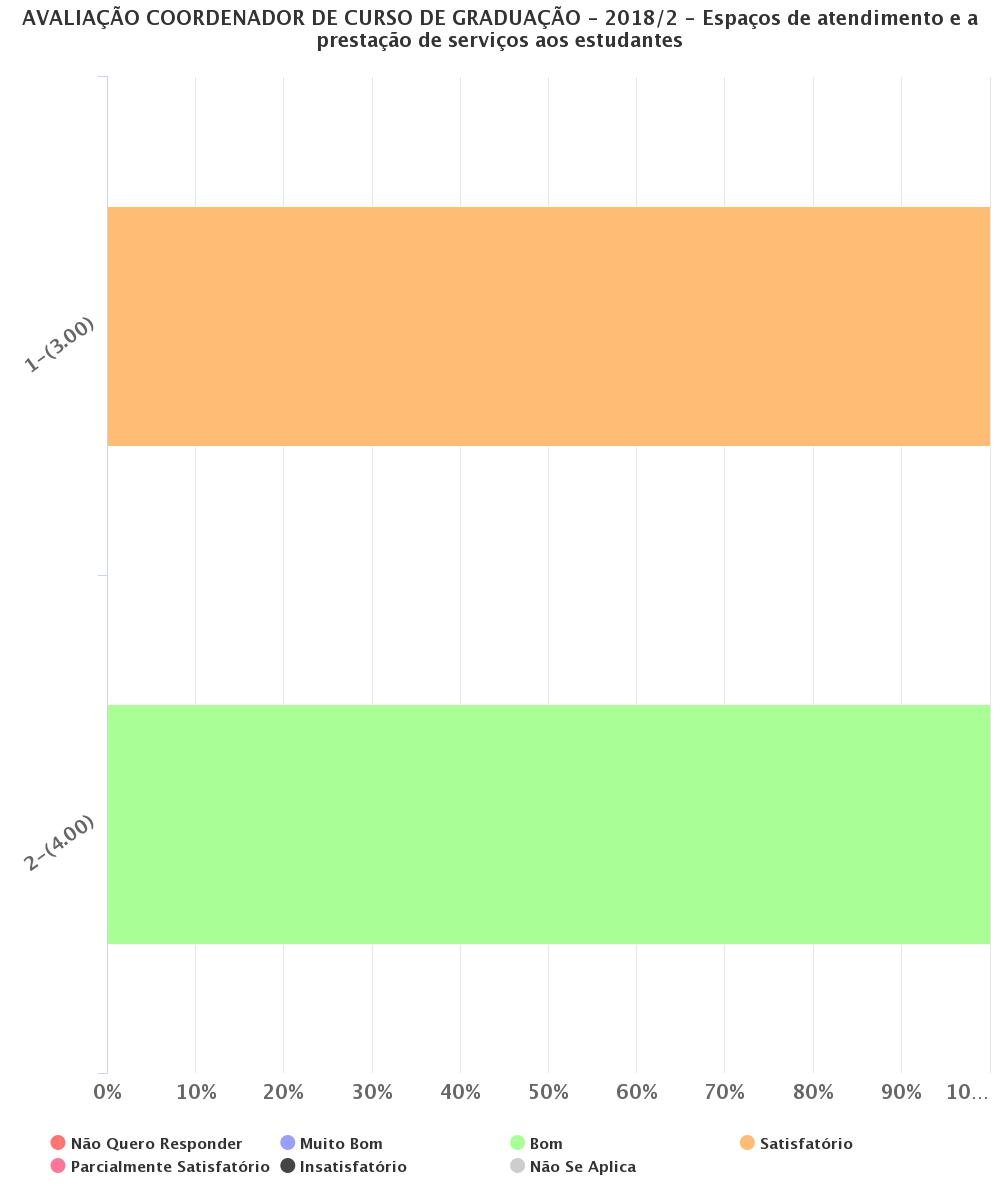 AVALIAÇÃO COORDENADOR DE CURSO DE GRADUAÇÃO - 2018/2 - Espaços de atendimento e a
prestação de serviços aos estudantes
1-(3.00)
2-(4.00)
0% 10% 20% 30% 40% 50% 60% 70% 80% 90% 10...
Não Quero Responder Muito Bom Bom Satisfatório
Parcialmente Satisfatório Insatisfatório Não Se Aplica